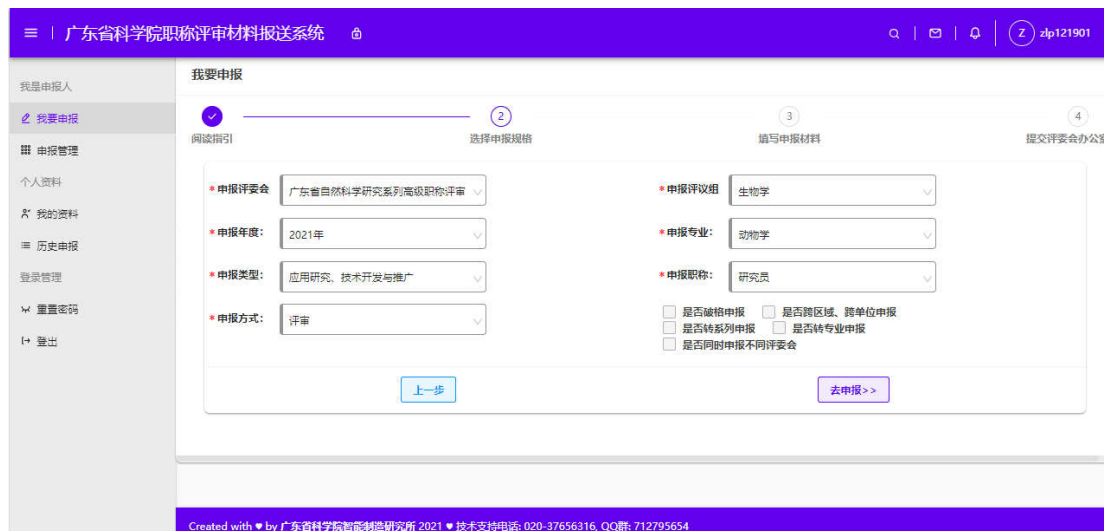 广东省科学院职称评审材料报送系统
Z zlp121901
我是申报人
我要申报
申报管理
个人资料
我的资料
历史申报
登录管理
重置密码
登出
我要申报
2 3 4
阅读指引 选择申报规格 填写申报材料 提交评委会办公室
*申报评委会 广东省自然科学研究系列高级职称评审 *申报评议组 生物学
*申报年度： 2021年 *申报专业： 动物学
*申报类型： 应用研究、技术开发与推广 *申报职称： 研究员
*申报方式： 评审 是否破格申报 是否跨区域、跨单位申报
是否转系列申报 是否转专业申报
是否同时申报不同评委会
上一步 去申报>>
Created with ♥ by 广东省科学院智能制造研究所 2021 ♥ 技术支持电话: 020-37656316, QQ群: 712795654